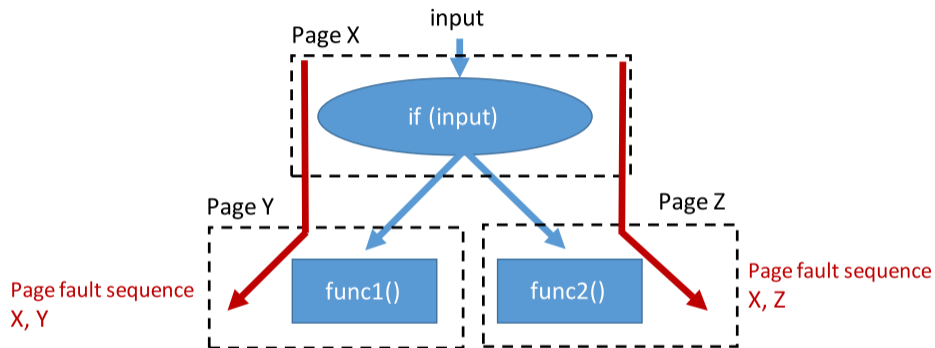 input
Page X
if (input)
Page Y
Page Z
func1()
func2()
Page fault sequence
X, Y
Page fault sequence
X, Z